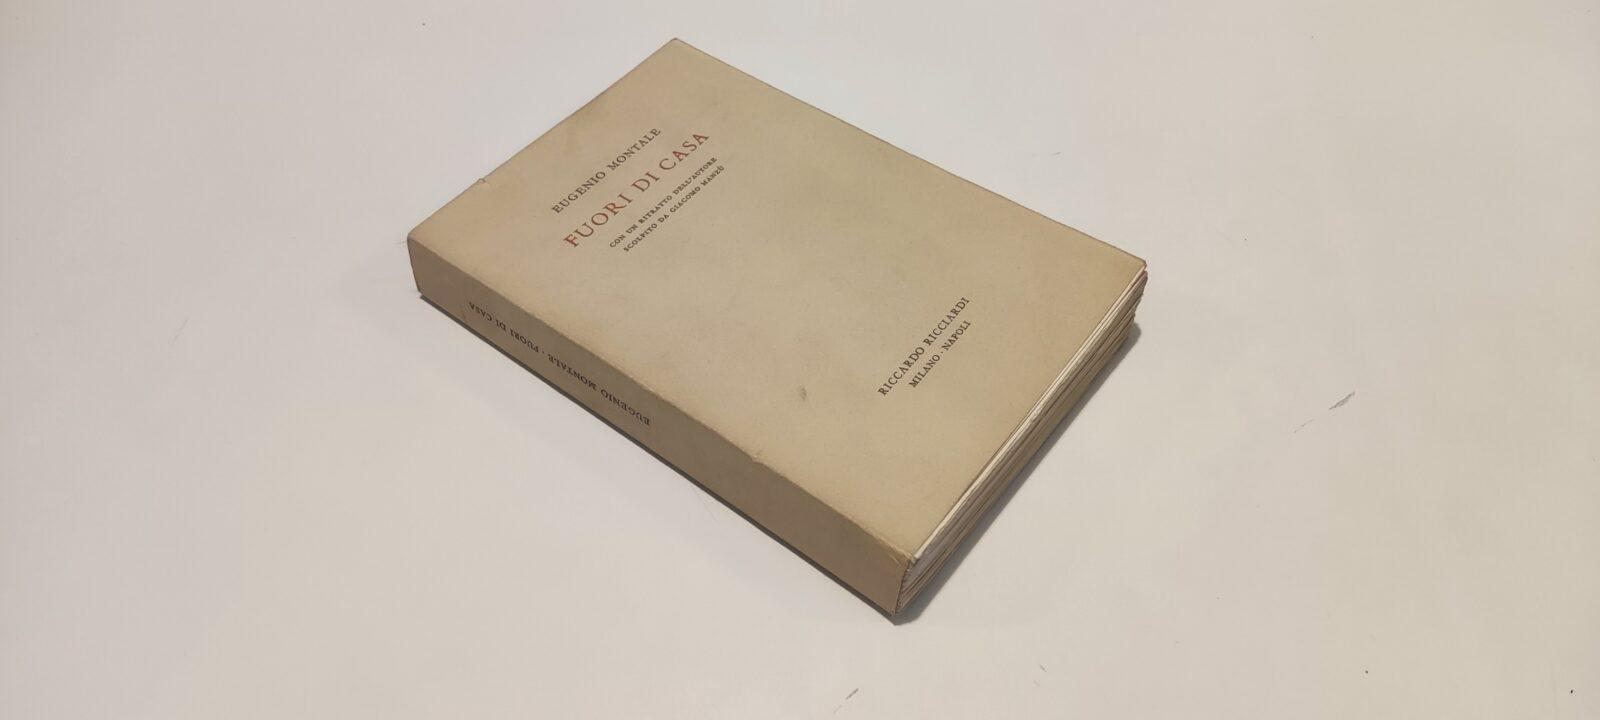 EUGENIO MONTALE
FUORI DI CASA
CON UN RITRATTO DELL'AUTORE
SCOLPITO DA GIACOMO MANZÙ
RICCARDO RICCIARDI
MILANO · NAPOLI
EUGENIO MONTALE · FUORI DI CASA